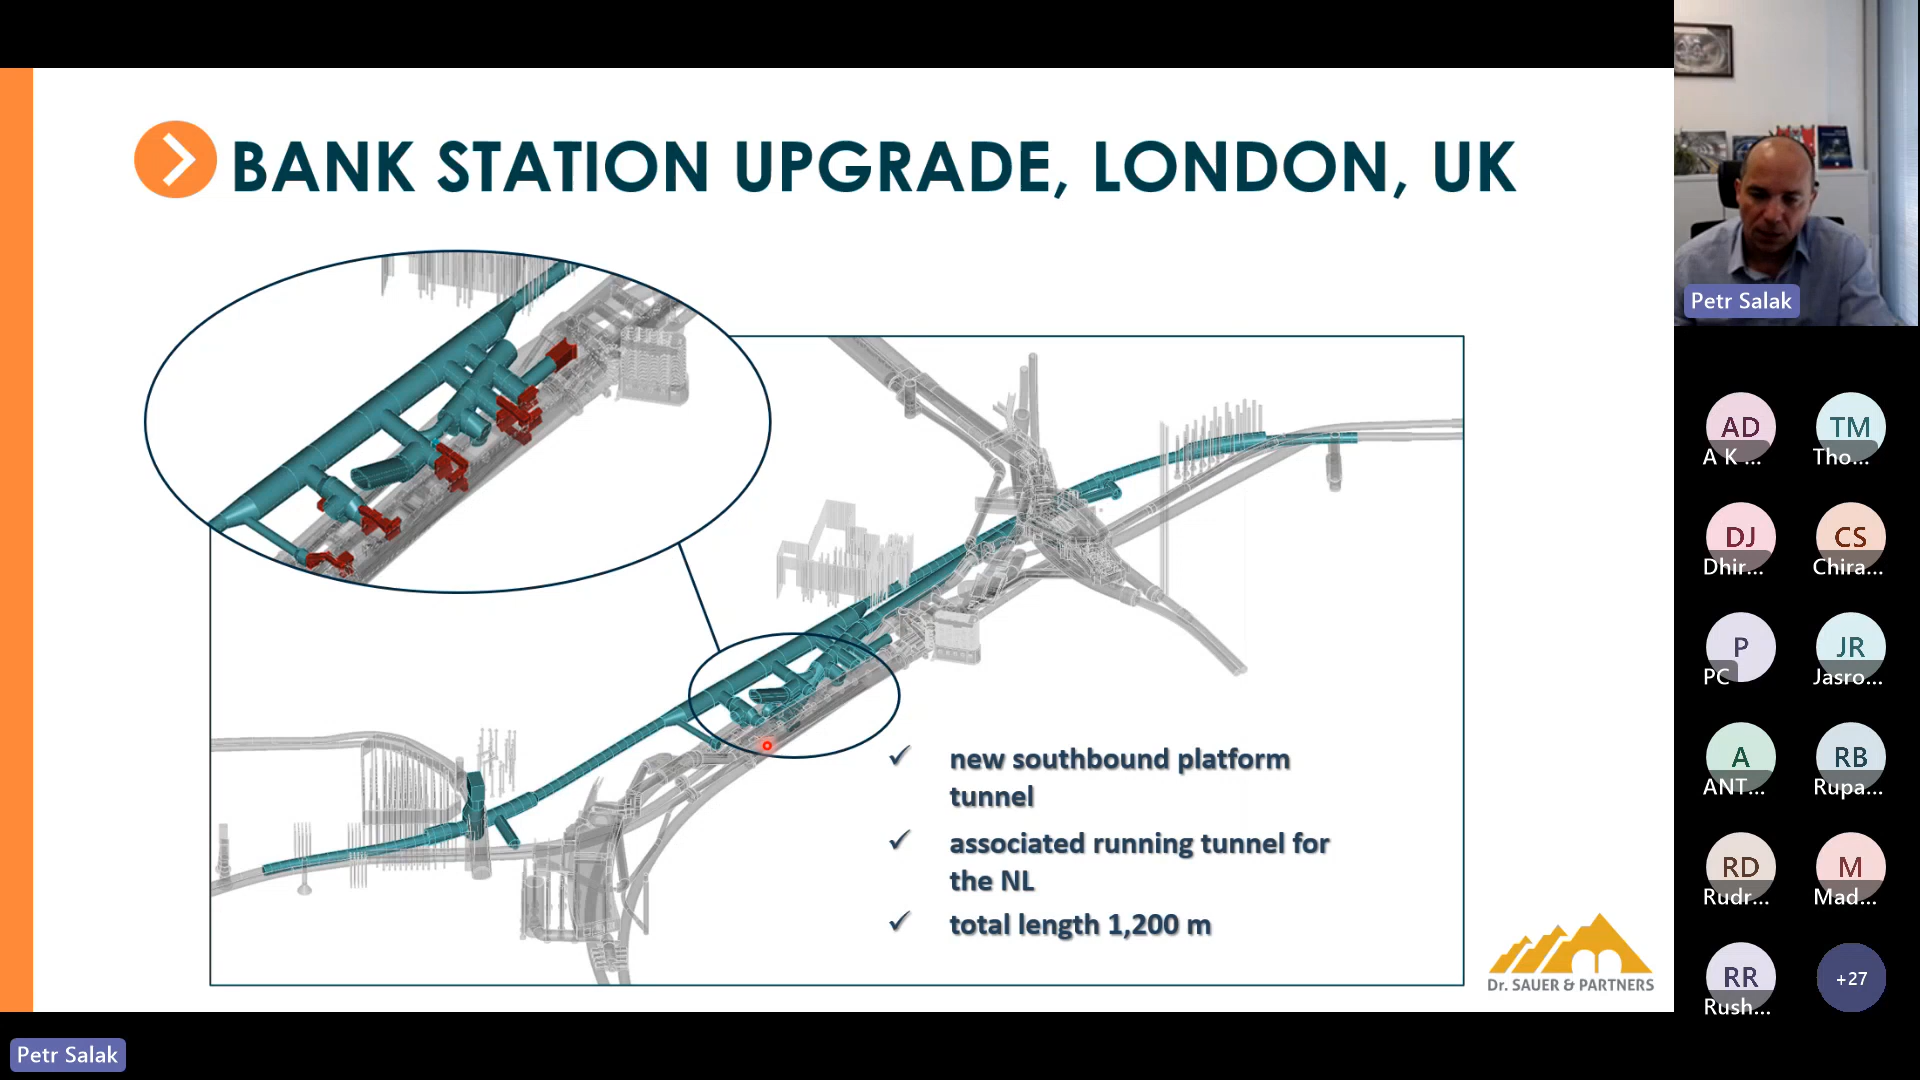 BANK STATION UPGRADE, LONDON, UK
new southbound platform
tunnel
associated running tunnel for
the NL
total length 1,200 m
Dr. SAUER & PARTNERS
Petr Salak
AD
A K ...
TM
Tho...
DJ
Dhir...
CS
Chira...
P
PC
JR
Jasro...
A
ANT...
RB
Rupa...
RD
Rudr...
M
Mad...
RR
Rush...
+27
Petr Salak